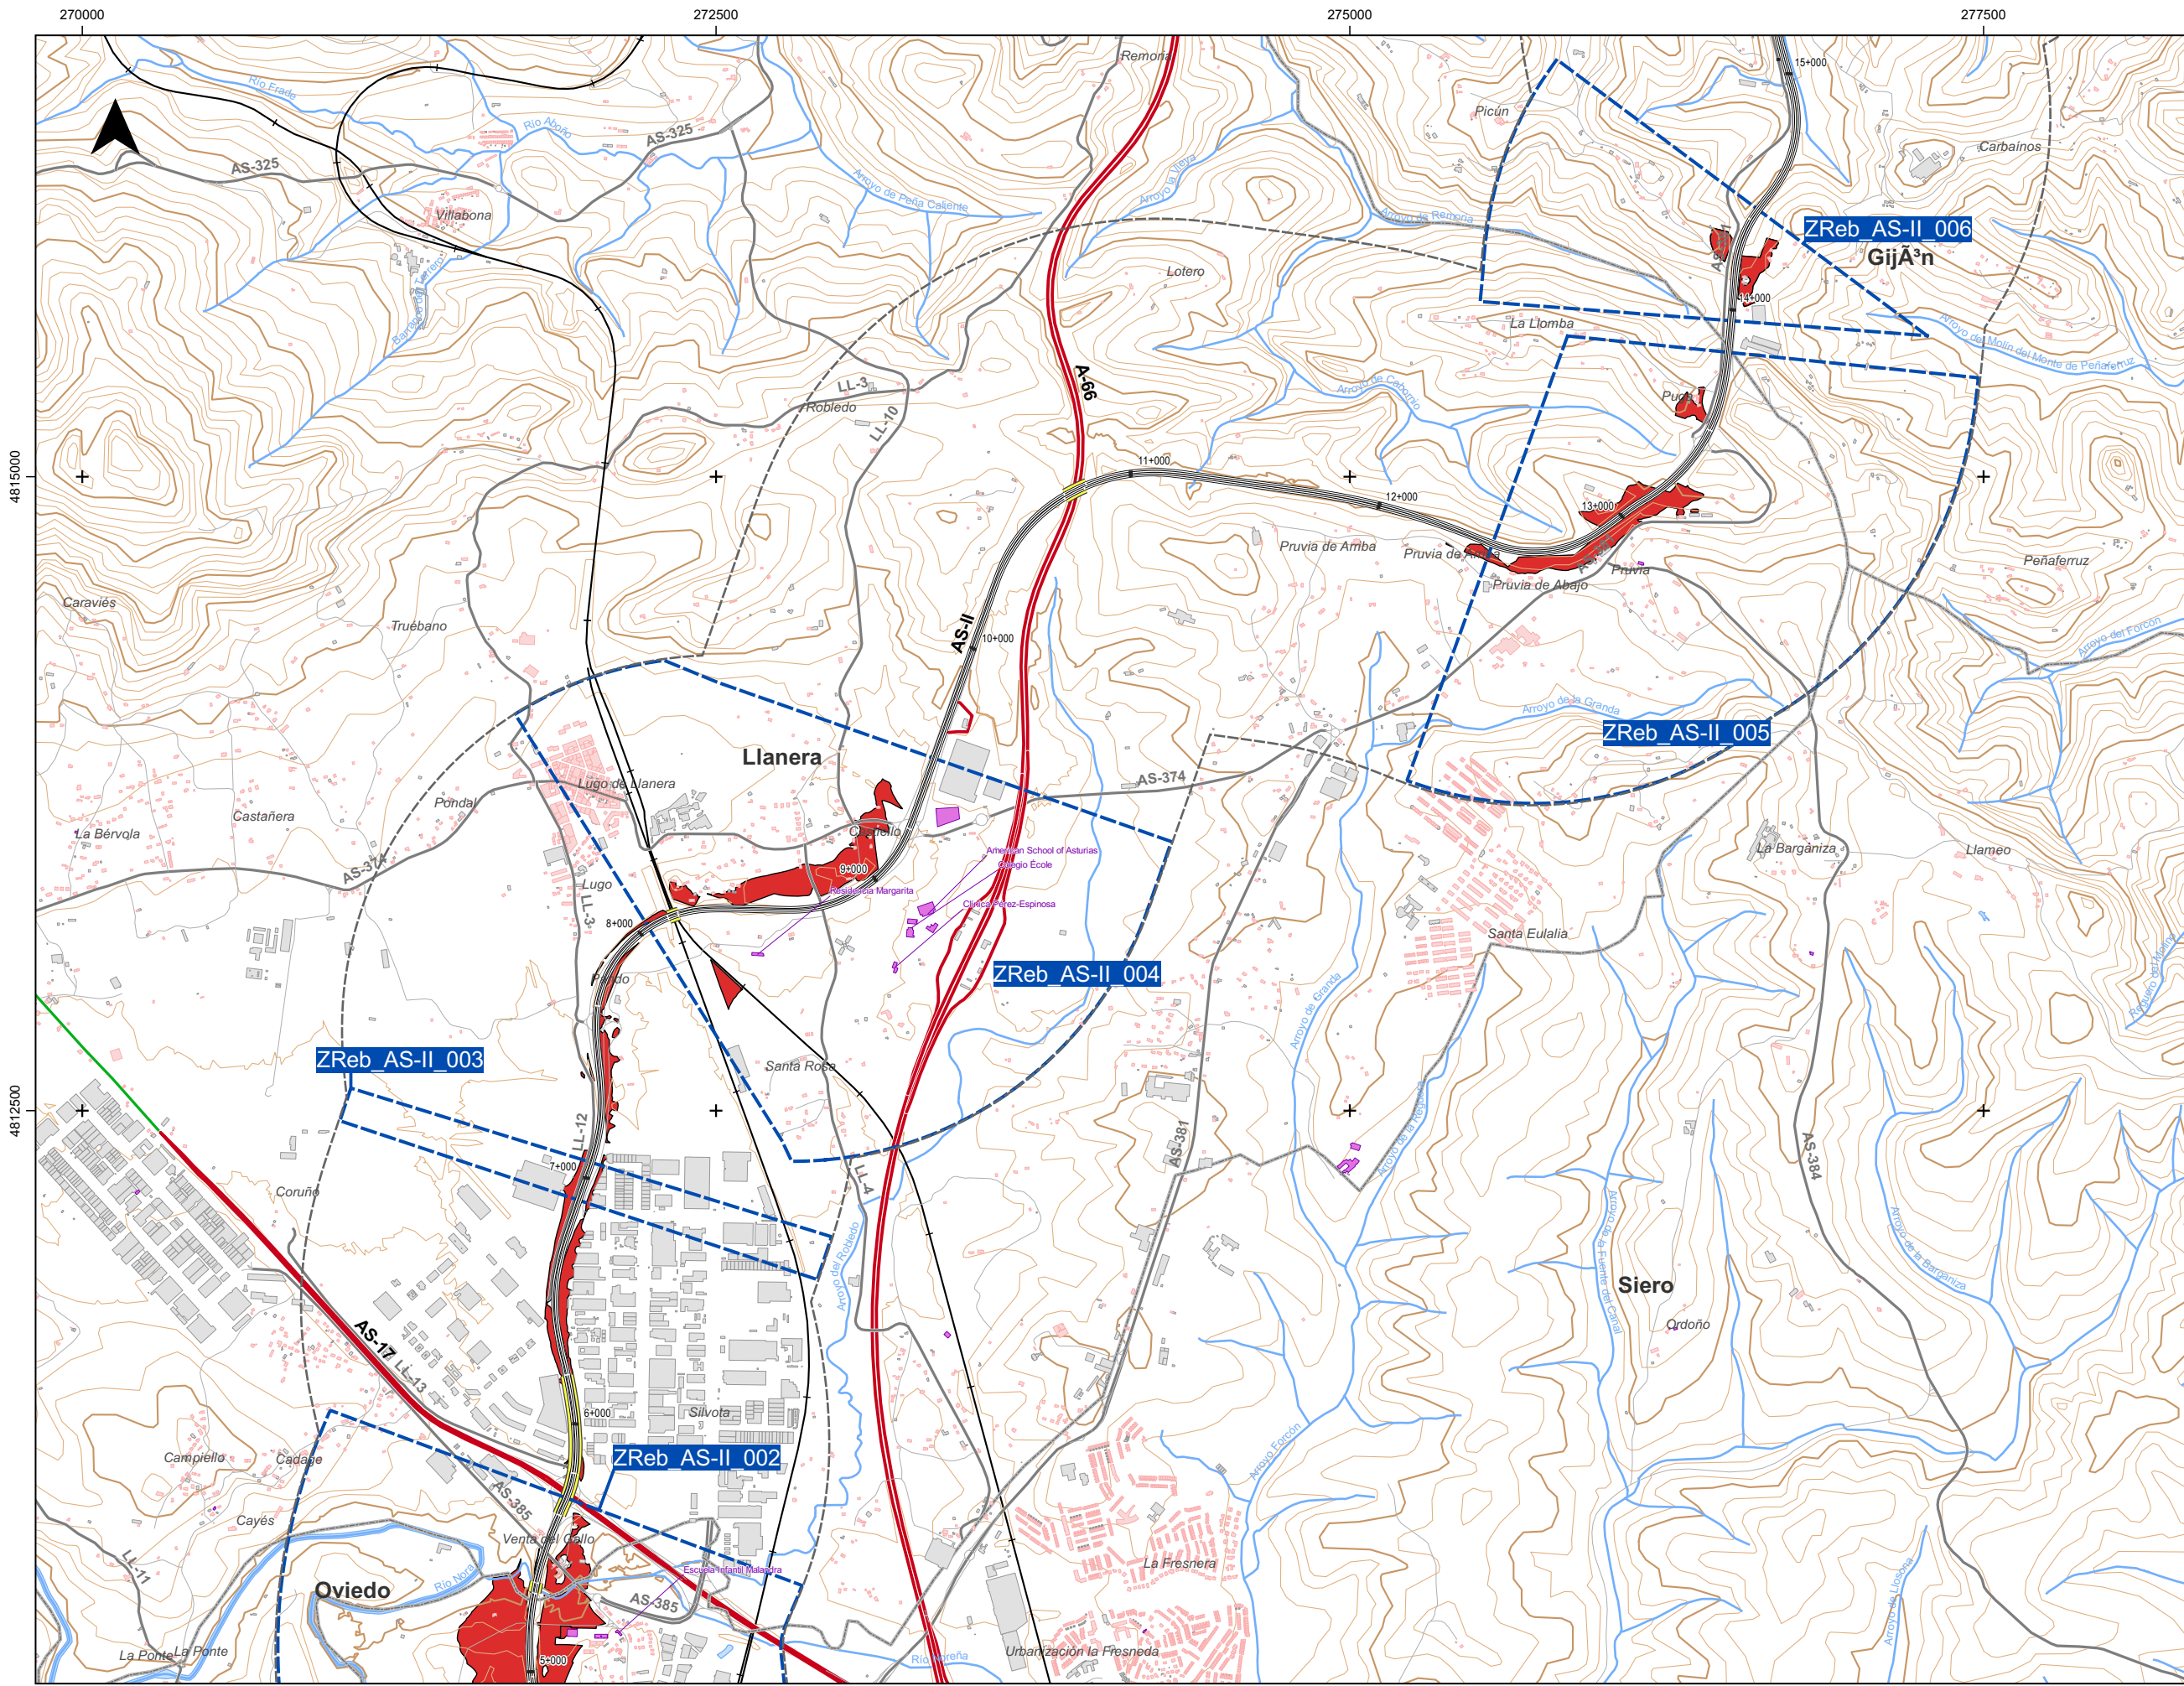 270000
272500
275000
277500
4815000
4812500
Remoria
15+000
Río Frade
Río Aboño
AS-325
AS-325
Picún
Carbaínos
Arroyo la Vieya
Arroyo de Peña Caliente
Villabona
Arroyo de Remoria
ZReb_AS-II_006
GijÃ³n
Lotero
14+000
La Llomba
Arroyo del Molín del Monte de Peñaferruz
A-66
LL-3
Robledo
LL-10
Arroyo de Cabornio
11+000
12+000
13+000
Pruvia de Arriba
Pruvia
Pruvia de Abajo
Peñaferruz
Caraviés
Truébano
AS-II
10+000
Arroyo del Forcón
Arroyo de la Granda
ZReb_AS-II_005
Llanera
Lugo de Llanera
AS-374
Pondal
Castañera
La Bérvola
La Barganiza
Llameo
American School of Asturias
Colegio École
AS-374
9+000
Lugo
Residencia Margarita
Clínica Pérez-Espinosa
LL-3
8+000
Santa Eulalia
ZReb_AS-II_004
Arroyo de Granda
ZReb_AS-II_003
Santa Rosa
LL-12
Arroyo de la Regoria
AS-381
AS-384
7+000
LL-4
Coruño
Arroyo del Robledo
Arroyo de la Fuente del Canal
Arroyo de la Barganiza
Siero
Ordoño
AS-17
LL-13
6+000
Silvota
Campiello
Cadage
ZReb_AS-II_002
Arroyo Forcón
AS-385
Cayés
Venta del Gallo
LL-11
Río Nora
Escuela Infantil Malandra
La Fresnera
Arroyo de Llosona
Oviedo
AS-385
La Ponte
La Ponte
5+000
Río Noreña
Urbanización la Fresneda